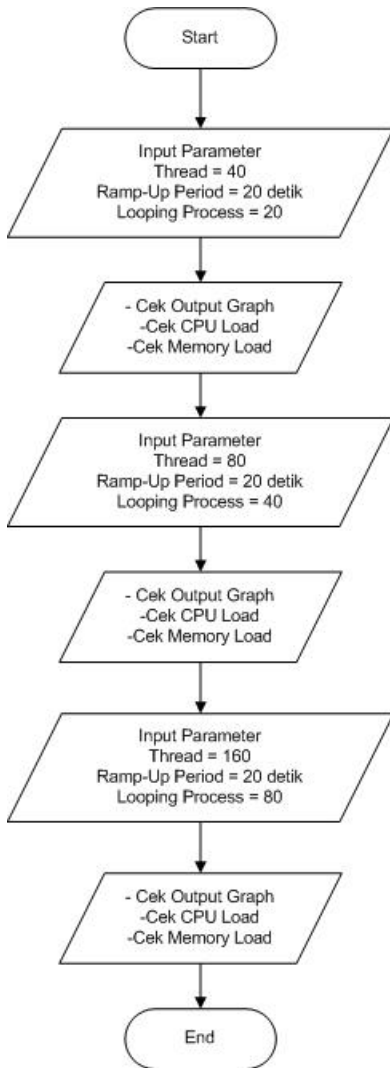 Start
Input Parameter
Thread = 40
Ramp-Up Period = 20 detik
Looping Process = 20
- Cek Output Graph
-Cek CPU Load
-Cek Memory Load
Input Parameter
Thread = 80
Ramp-Up Period = 20 detik
Looping Process = 40
- Cek Output Graph
-Cek CPU Load
-Cek Memory Load
Input Parameter
Thread = 160
Ramp-Up Period = 20 detik
Looping Process = 80
- Cek Output Graph
-Cek CPU Load
-Cek Memory Load
End